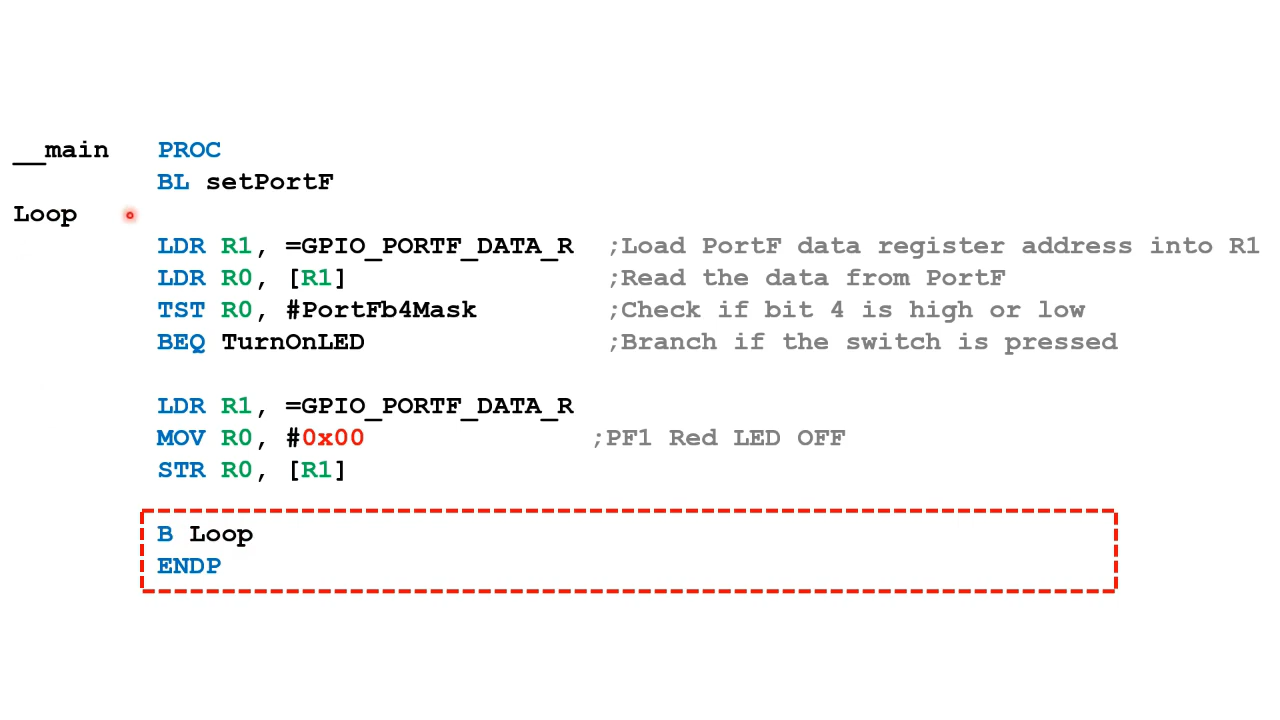 __main PROC
BL setPortF
Loop
LDR R1, =GPIO_PORTF_DATA_R ;Load PortF data register address into R1
LDR R0, [R1] ;Read the data from PortF
TST R0, #PortFb4Mask ;Check if bit 4 is high or low
BEQ TurnOnLED ;Branch if the switch is pressed
LDR R1, =GPIO_PORTF_DATA_R
MOV R0, #0x00 ;PF1 Red LED OFF
STR R0, [R1]
B Loop
ENDP